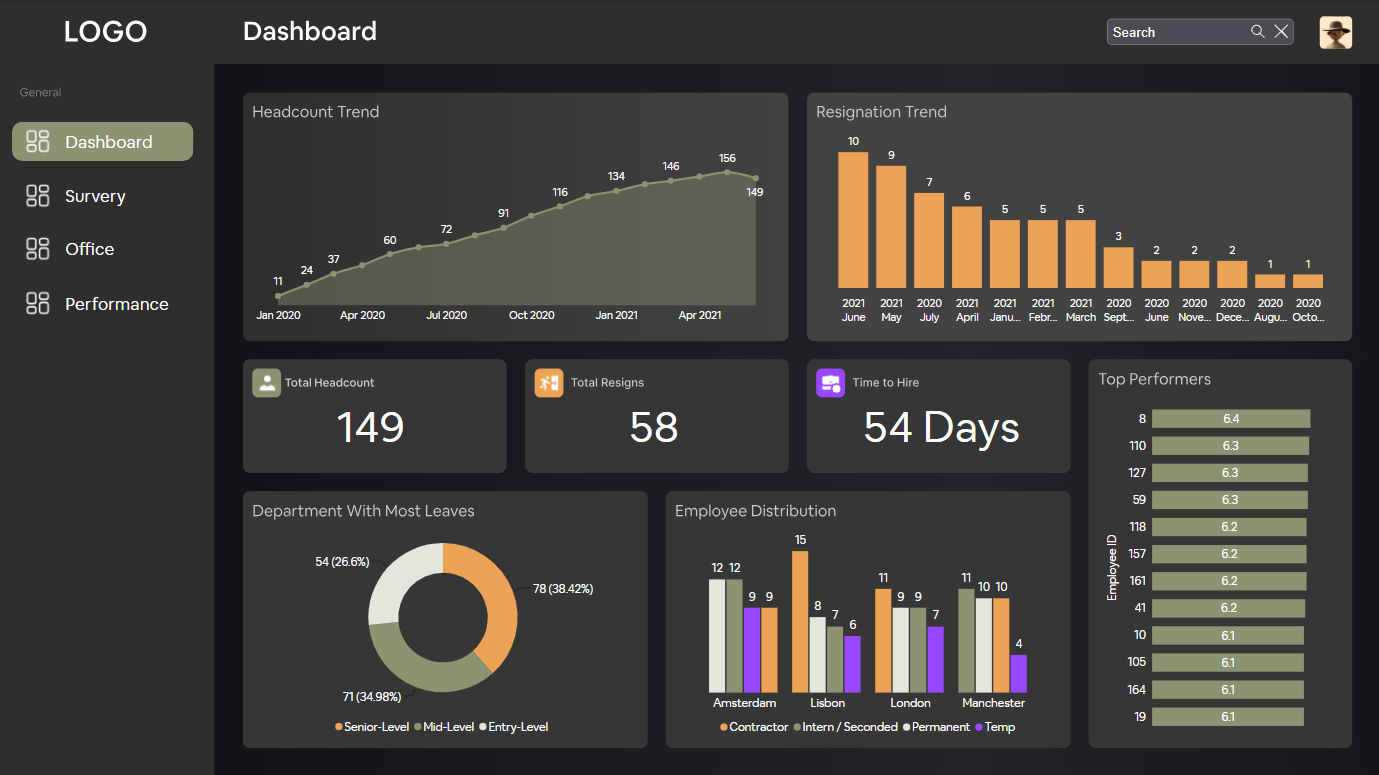 LOGO
Dashboard
Search
General
Dashboard
Survery
Office
Performance
Headcount Trend
11
24
37
60
72
91
116
134
146
156
149
Jan 2020
Apr 2020
Jul 2020
Oct 2020
Jan 2021
Apr 2021
Resignation Trend
10
9
7
6
5
5
5
3
2
2
2
1
1
2021 2021 2020 2021 2021 2021 2021 2020 2020 2020 2020 2020 2020
June May July April Janu... Febr... March Sept... June Nove... Dece... Augu... Octo...
Total Headcount
149
Total Resigns
58
Time to Hire
54 Days
Top Performers
Employee ID
8 6.4
110 6.3
127 6.3
59 6.3
118 6.2
157 6.2
161 6.2
41 6.2
10 6.1
105 6.1
164 6.1
19 6.1
Department With Most Leaves
54 (26.6%)
78 (38.42%)
71 (34.98%)
Senior-Level Mid-Level Entry-Level
Employee Distribution
12 12 9 9
15 8 7 6
11 9 9 7
11 10 10 4
Amsterdam Lisbon London Manchester
Contractor Intern / Seconded Permanent Temp